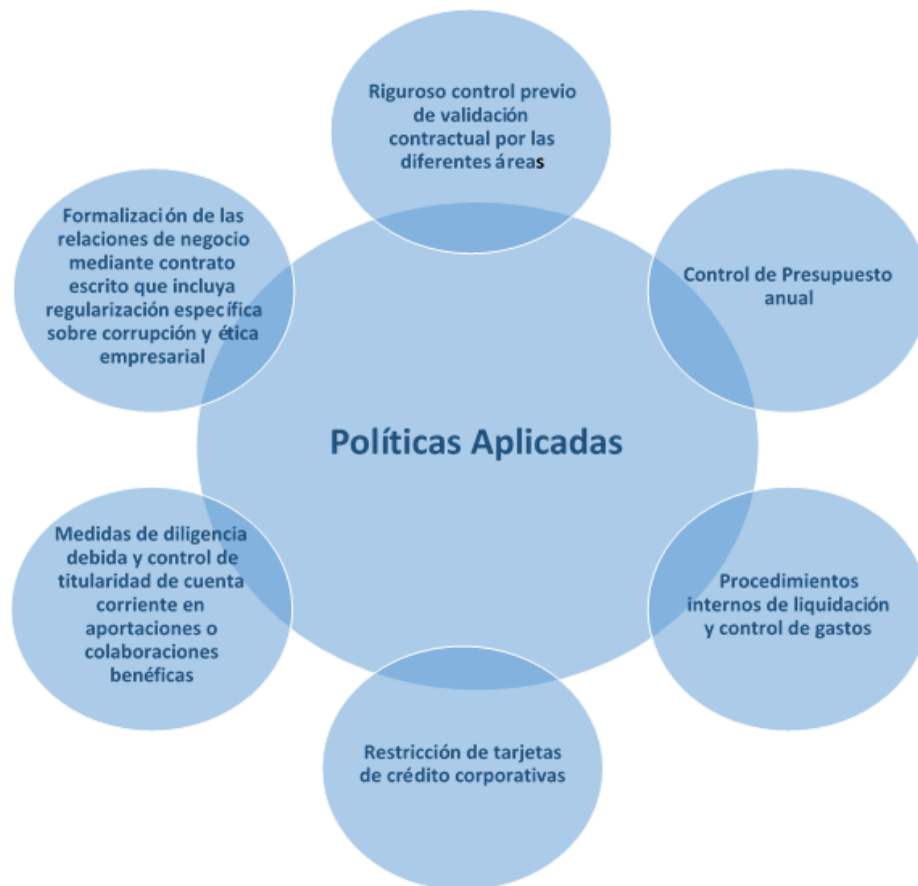 Riguroso control previo
de validación
contractual por las
diferentes áreas
Formalización de las
relaciones de negocio
mediante contrato
escrito que incluya
regularización específica
sobre corrupción y ética
empresarial
Control de Presupuesto
anual
Políticas Aplicadas
Medidas de diligencia
debida y control de
titularidad de cuenta
corriente en
aportaciones o
colaboraciones
benéficas
Procedimientos
internos de liquidación
y control de gastos
Restricción de tarjetas
de crédito corporativas